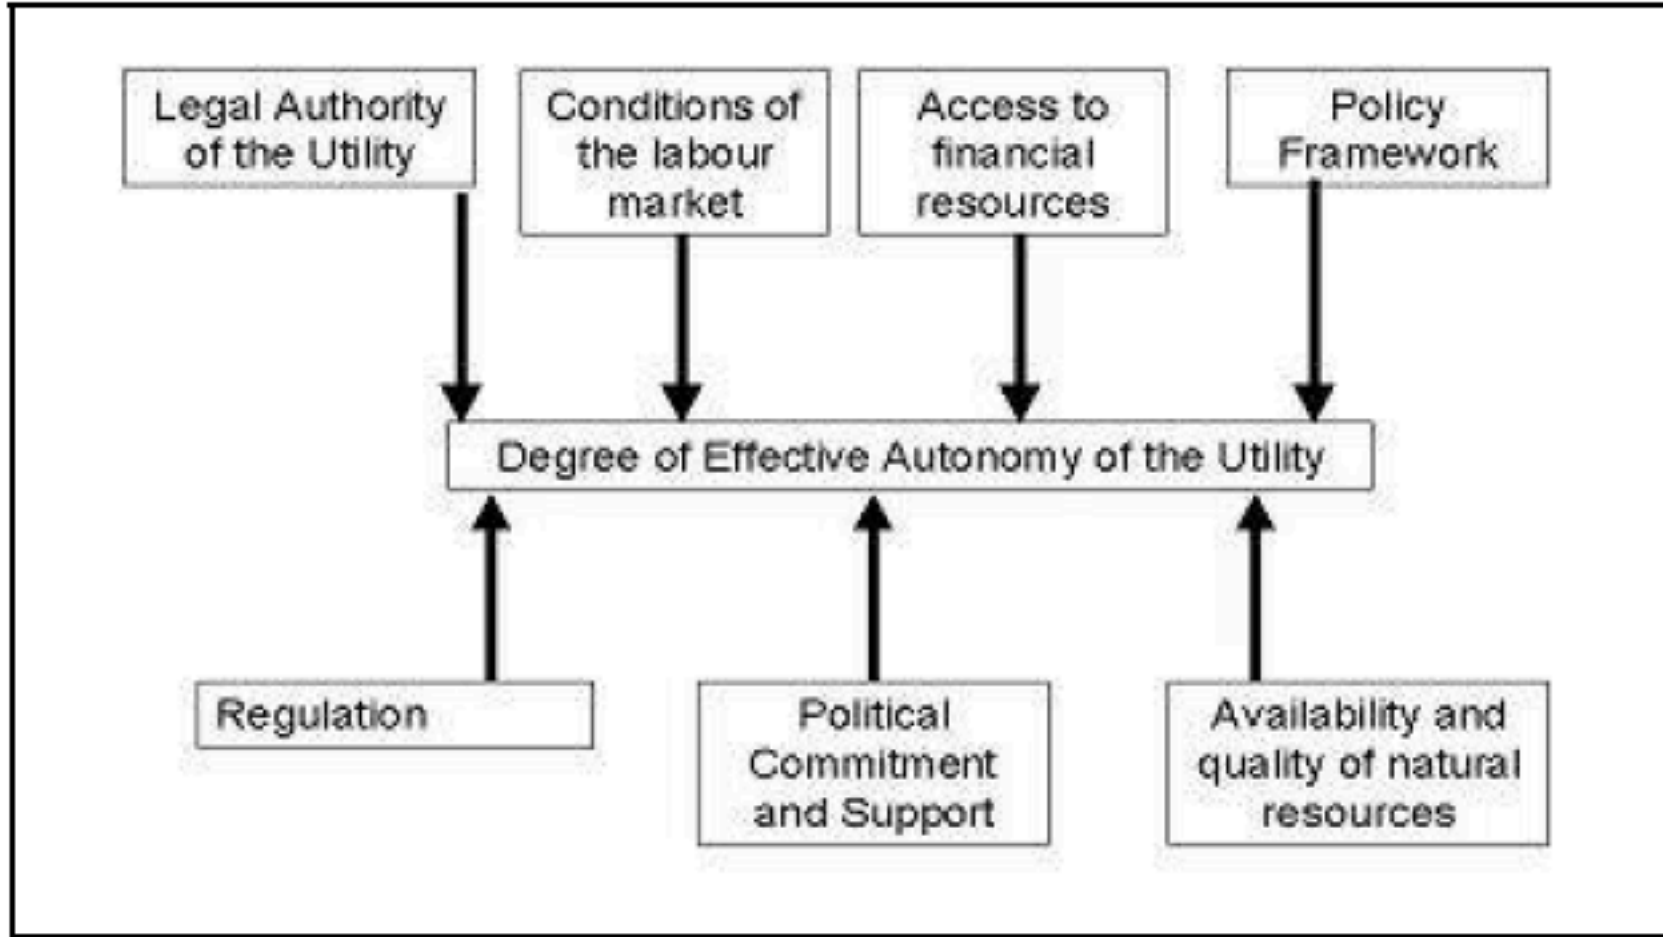 Legal Authority
of the Utility
Conditions of
the labour
market
Access to
financial
resources
Policy
Framework
Degree of Effective Autonomy of the Utility
Regulation
Political
Commitment
and Support
Availability and
quality of natural
resources